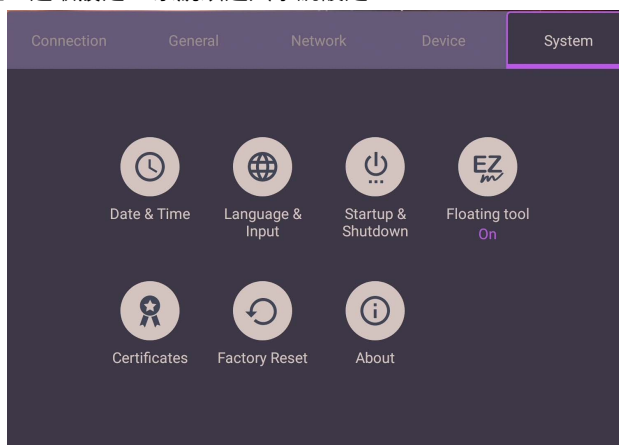 Connection General Network Device System
Date & Time
Language &
Input
Startup &
Shutdown
EZ
Floating tool
On
Certificates
Factory Reset
About